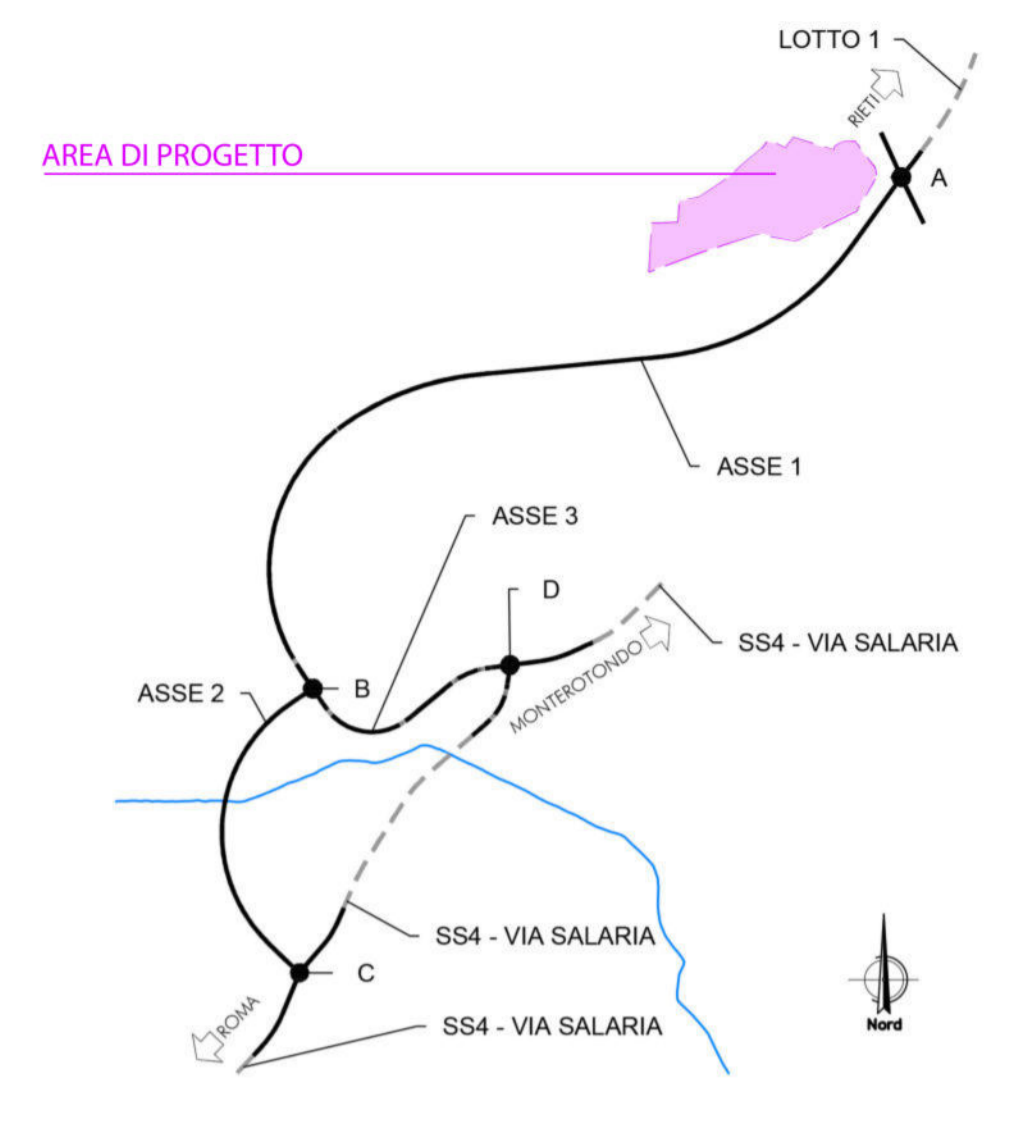 LOTTO 1
RIETI
AREA DI PROGETTO
A
ASSE 1
ASSE 3
D
SS4 - VIA SALARIA
MONTEROTONDO
ASSE 2
B
SS4 - VIA SALARIA
C
ROMA
SS4 - VIA SALARIA
Nord